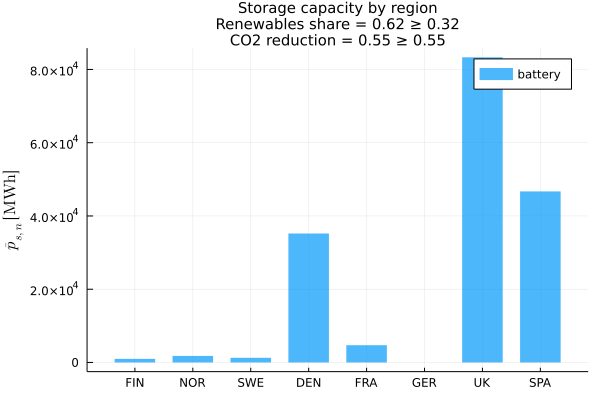 Storage capacity by region
Renewables share = 0.62 ≥ 0.32
CO2 reduction = 0.55 ≥ 0.55
8.0×10⁴
6.0×10⁴
4.0×10⁴
2.0×10⁴
0
p̄ₛ,ₙ [MWh]
battery
FIN NOR SWE DEN FRA GER UK SPA